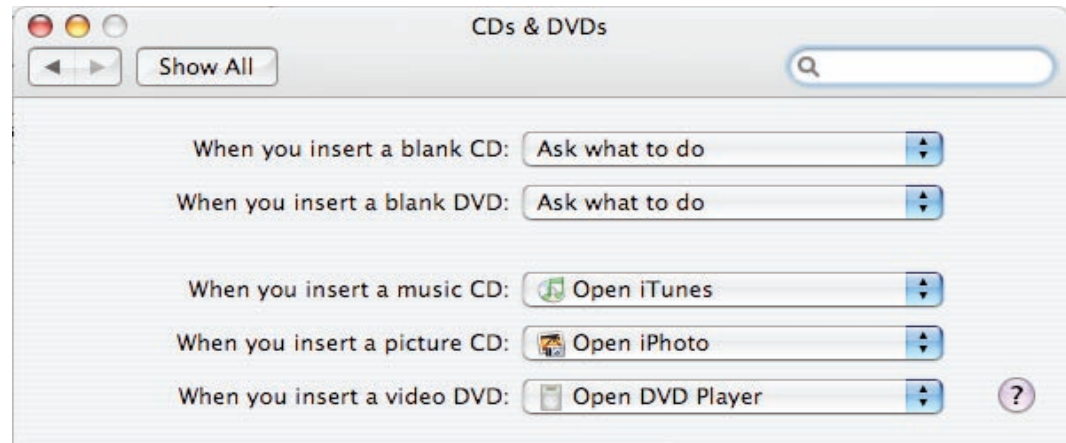 CDs & DVDs
Show All
When you insert a blank CD: Ask what to do
When you insert a blank DVD: Ask what to do
When you insert a music CD: Open iTunes
When you insert a picture CD: Open iPhoto
When you insert a video DVD: Open DVD Player ?